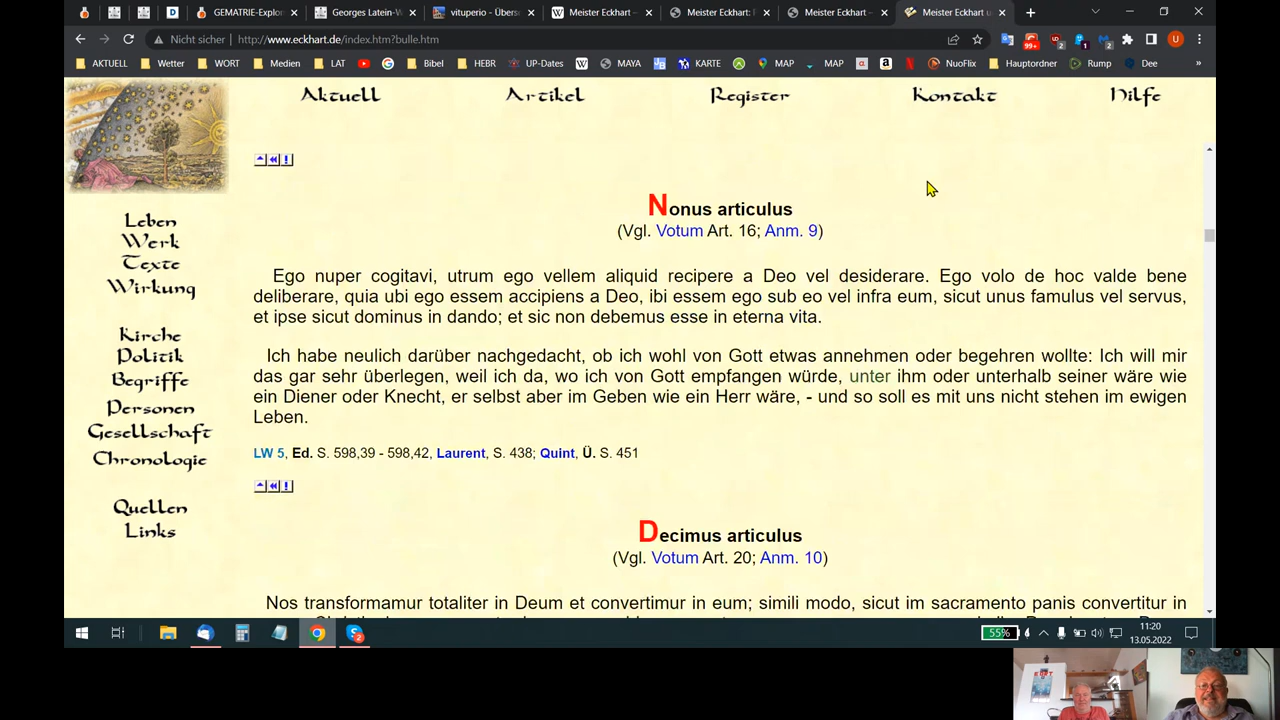 GEMATRIE-Explor
Georges Latein-W
vituperio - Überse
Meister Eckhart –
Meister Eckhart: F
Meister Eckhart –
Meister Eckhart u
Nicht sicher | http://www.eckhart.de/index.htm?bulle.htm
AKTUELL Wetter WORT Medien LAT Bibel HEBR UP-Dates MAYA KARTE MAP MAP NuoFlix Hauptordner Rump Dee »
Aktuell Artikel Register Kontakt Hilfe
Leben
Werk
Texte
Wirkung
Kirche
Politik
Begriffe
Personen
Gesellschaft
Chronologie
Quellen
Links
Nonus articulus
(Vgl. Votum Art. 16; Anm. 9)
Ego nuper cogitavi, utrum ego vellem aliquid recipere a Deo vel desiderare. Ego volo de hoc valde bene
deliberare, quia ubi ego essem accipiens a Deo, ibi essem ego sub eo vel infra eum, sicut unus famulus vel servus,
et ipse sicut dominus in dando; et sic non debemus esse in eterna vita.
Ich habe neulich darüber nachgedacht, ob ich wohl von Gott etwas annehmen oder begehren wollte: Ich will mir
das gar sehr überlegen, weil ich da, wo ich von Gott empfangen würde, unter ihm oder unterhalb seiner wäre wie
ein Diener oder Knecht, er selbst aber im Geben wie ein Herr wäre, - und so soll es mit uns nicht stehen im ewigen
Leben.
LW 5, Ed. S. 598,39 - 598,42, Laurent, S. 438; Quint, Ü. S. 451
Decimus articulus
(Vgl. Votum Art. 20; Anm. 10)
Nos transformamur totaliter in Deum et convertimur in eum; simili modo, sicut im sacramento panis convertitur in
55%
11:20
13.05.2022